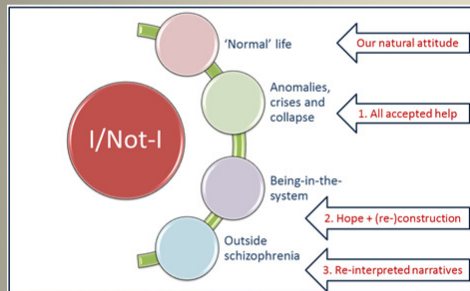 'Normal' life
Our natural attitude
Anomalies,
crises and
collapse
1. All accepted help
I/Not-I
Being-in-the-
system
2. Hope + (re-)construction
Outside
schizophrenia
3. Re-interpreted narratives